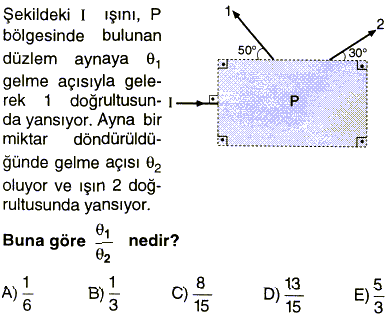 Şekildeki I ışını, P
bölgesinde bulunan
düzlem aynaya θ₁
gelme açısıyla gele-
rek 1 doğrultusun-
da yansıyor. Ayna bir
miktar döndürüldü-
ğünde gelme açısı θ₂
oluyor ve ışın 2 doğ-
rultusunda yansıyor.
1
2
50°
30°
I
P
Buna göre θ₁/θ₂ nedir?
A) 1/6 B) 1/3 C) 8/15 D) 13/15 E) 5/3